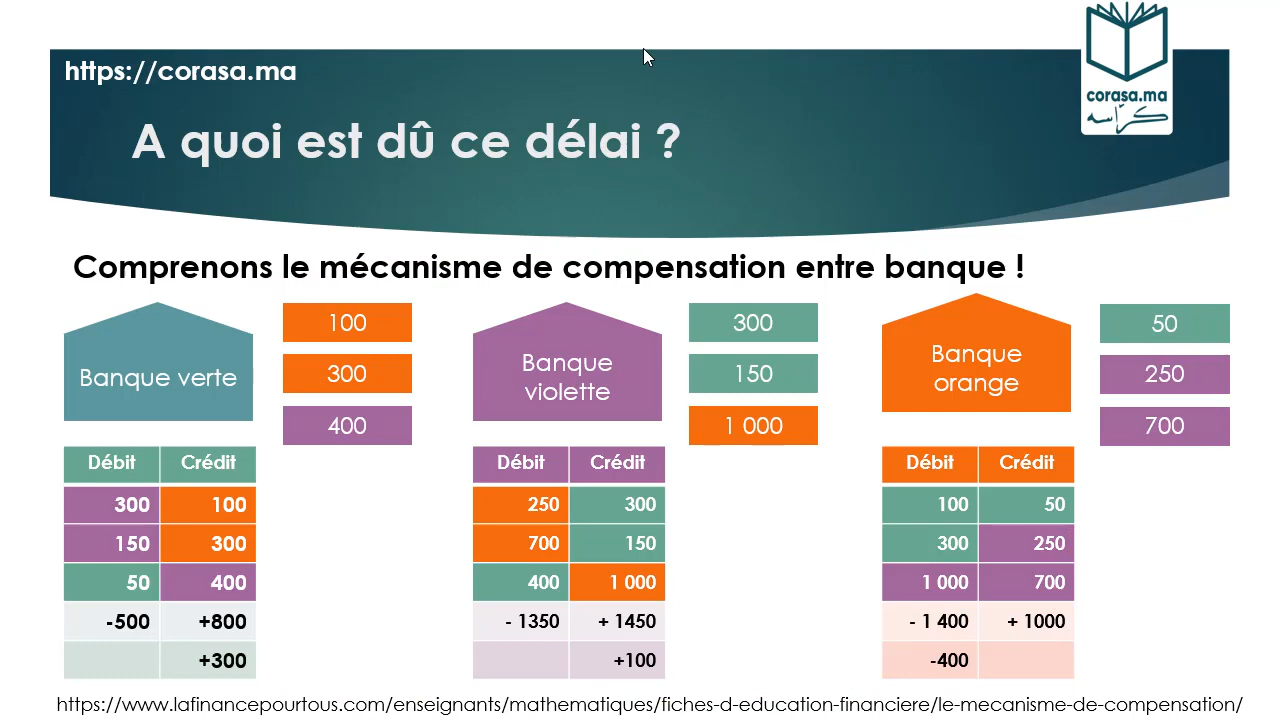 https://corasa.ma
corasa.ma
كراسة
A quoi est dû ce délai ?
Comprenons le mécanisme de compensation entre banque !
Banque verte
100
300
400
Banque
violette
300
150
1 000
Banque
orange
50
250
700
Débit Crédit
300 100
150 300
50 400
-500 +800
+300
Débit Crédit
250 300
700 150
400 1 000
- 1350 + 1450
+100
Débit Crédit
100 50
300 250
1 000 700
- 1 400 + 1000
-400
https://www.lafinancepourtous.com/enseignants/mathematiques/fiches-d-education-financiere/le-mecanisme-de-compensation/